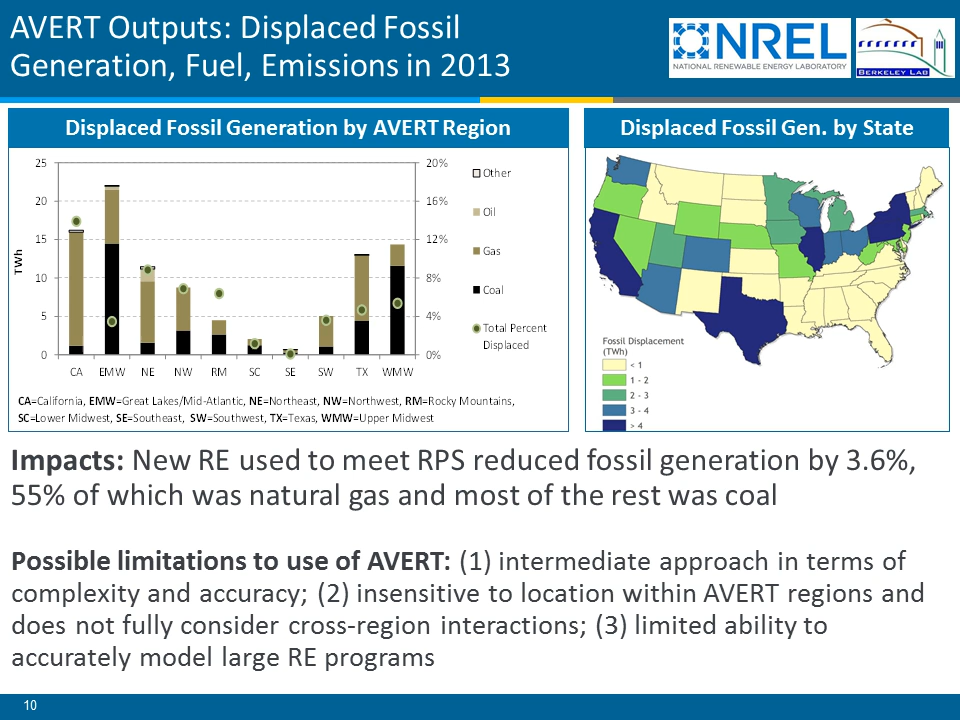 AVERT Outputs: Displaced Fossil
Generation, Fuel, Emissions in 2013
NREL
NATIONAL RENEWABLE ENERGY LABORATORY
BERKELEY LAB
Displaced Fossil Generation by AVERT Region
Displaced Fossil Gen. by State
25
20
15
10
5
0
TWh
20%
16%
12%
8%
4%
0%
CA EMW NE NW RM SC SE SW TX WMW
Other
Oil
Gas
Coal
Total Percent
Displaced
CA=California, EMW=Great Lakes/Mid-Atlantic, NE=Northeast, NW=Northwest, RM=Rocky Mountains,
SC=Lower Midwest, SE=Southeast, SW=Southwest, TX=Texas, WMW=Upper Midwest
Fossil Displacement
(TWh)
< 1
1 - 2
2 - 3
3 - 4
> 4
Impacts: New RE used to meet RPS reduced fossil generation by 3.6%,
55% of which was natural gas and most of the rest was coal
Possible limitations to use of AVERT: (1) intermediate approach in terms of
complexity and accuracy; (2) insensitive to location within AVERT regions and
does not fully consider cross-region interactions; (3) limited ability to
accurately model large RE programs
10